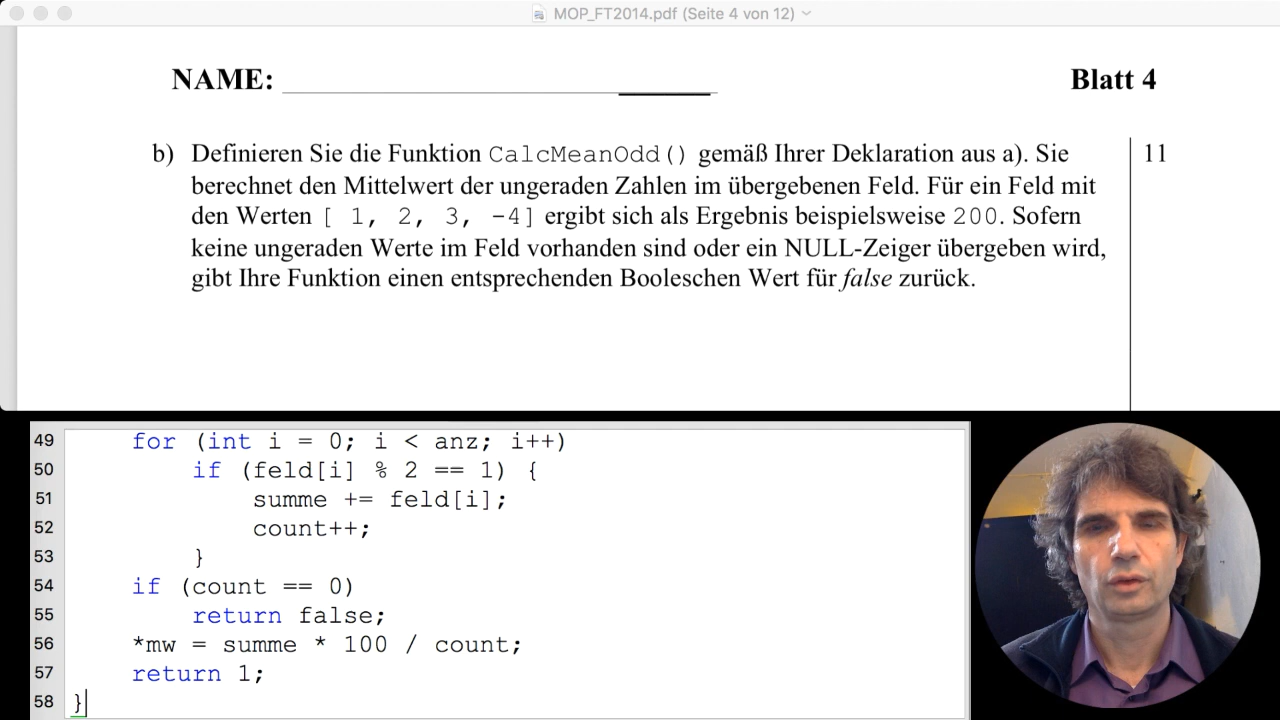 MOP_FT2014.pdf (Seite 4 von 12)
NAME: Blatt 4
b) Definieren Sie die Funktion CalcMeanOdd() gemäß Ihrer Deklaration aus a). Sie 11
berechnet den Mittelwert der ungeraden Zahlen im übergebenen Feld. Für ein Feld mit
den Werten [ 1, 2, 3, -4] ergibt sich als Ergebnis beispielsweise 200. Sofern
keine ungeraden Werte im Feld vorhanden sind oder ein NULL-Zeiger übergeben wird,
gibt Ihre Funktion einen entsprechenden Booleschen Wert für false zurück.
49 for (int i = 0; i < anz; i++)
50 if (feld[i] % 2 == 1) {
51 summe += feld[i];
52 count++;
53 }
54 if (count == 0)
55 return false;
56 *mw = summe * 100 / count;
57 return 1;
58 }